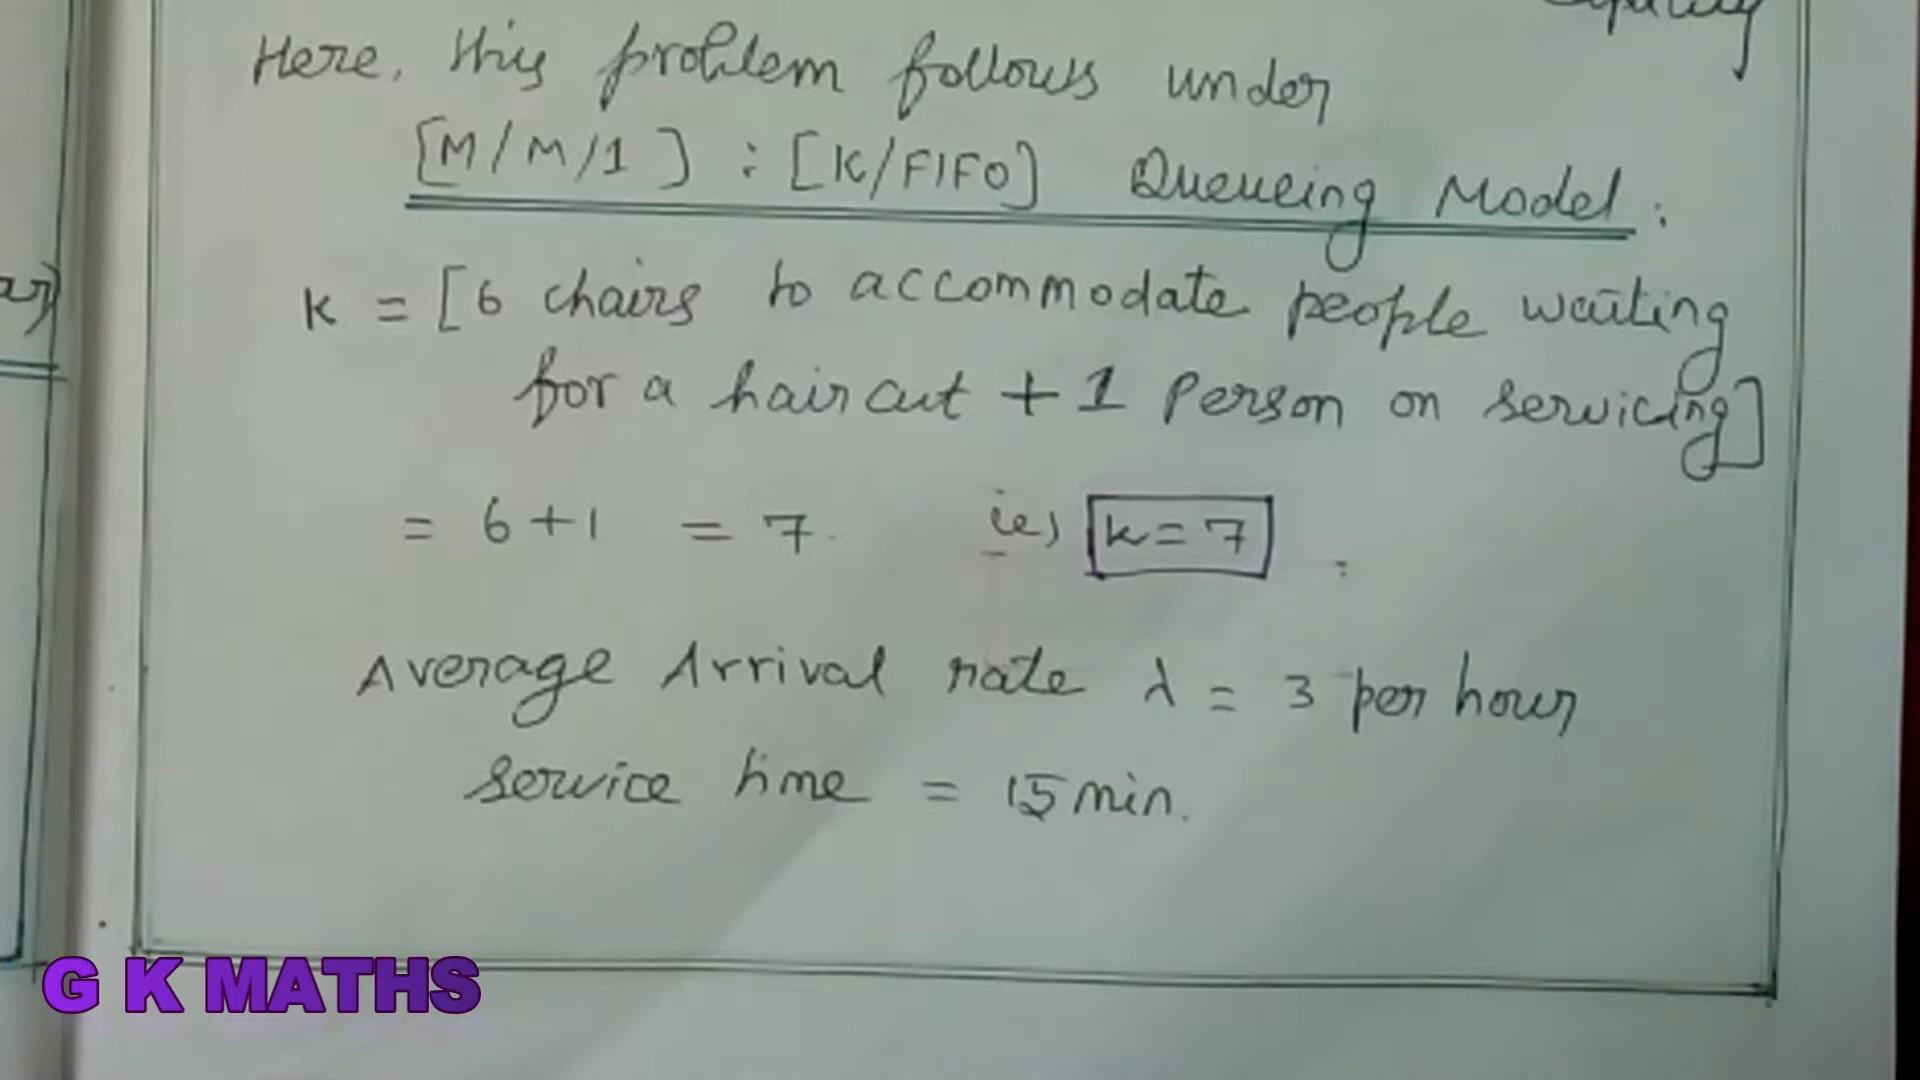 Here, this problem follows under
[M/M/1] : [K/FIFO] Queueing Model.
K = [6 chairs to accommodate people waiting
for a hair cut + 1 Person on servicing]
= 6+1 = 7. ie) k=7.
Average Arrival rate λ = 3 per hour
service time = 15 min.
G K MATHS